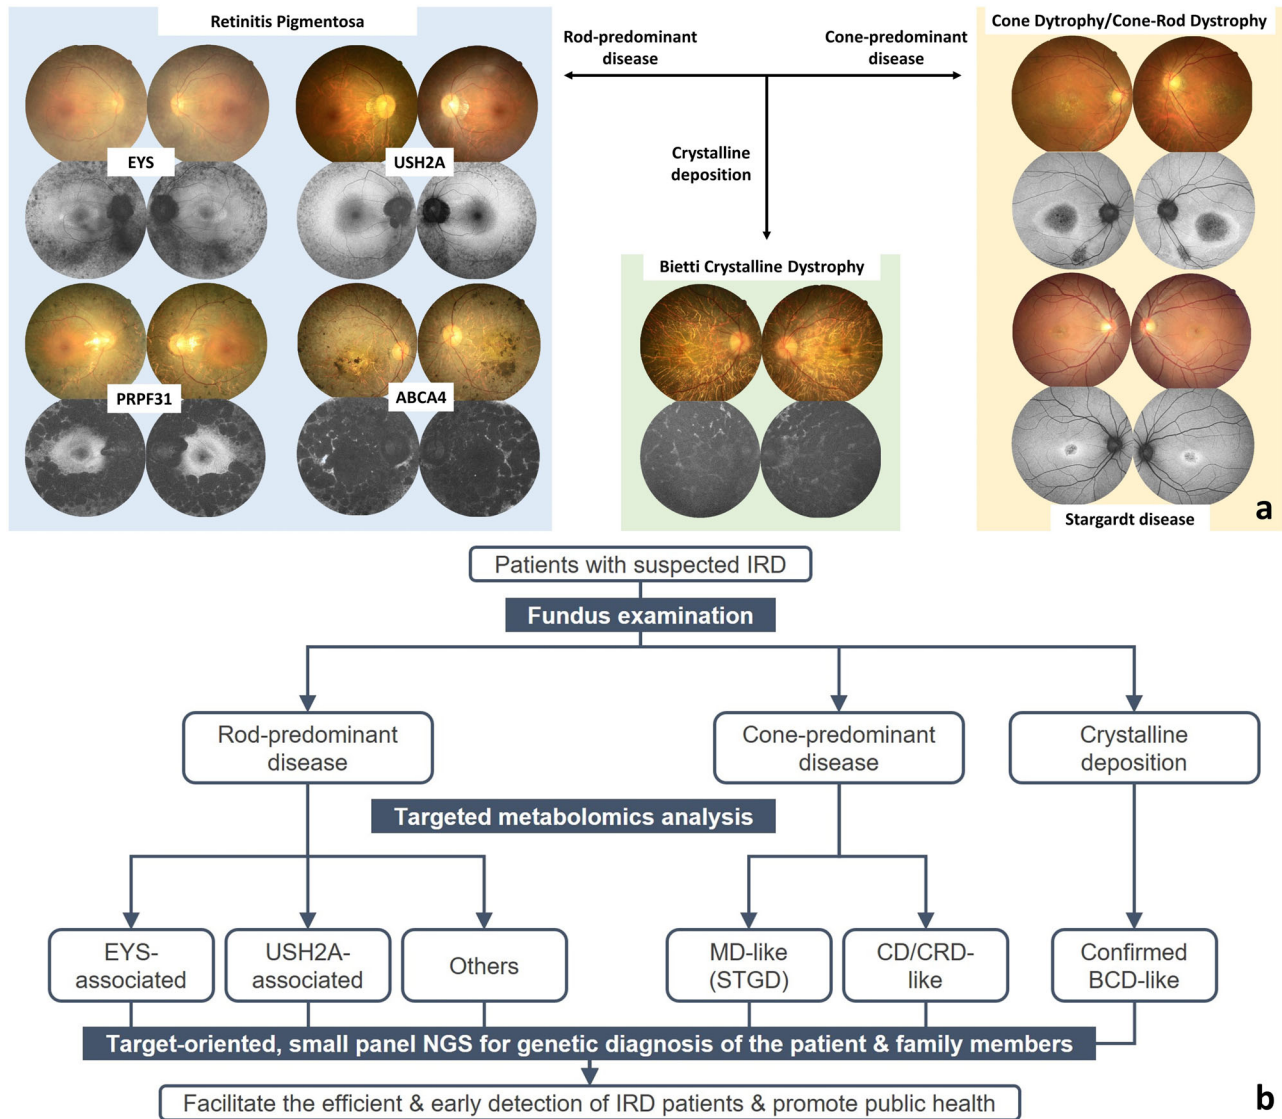 Retinitis Pigmentosa
EYS
USH2A
PRPF31
ABCA4
Rod-predominant
disease
Cone-predominant
disease
Crystalline
deposition
Bietti Crystalline Dystrophy
Cone Dytrophy/Cone-Rod Dystrophy
Stargardt disease
a
Patients with suspected IRD
Fundus examination
Rod-predominant
disease
Cone-predominant
disease
Crystalline
deposition
Targeted metabolomics analysis
EYS-
associated
USH2A-
associated
Others
MD-like
(STGD)
CD/CRD-
like
Confirmed
BCD-like
Target-oriented, small panel NGS for genetic diagnosis of the patient & family members
Facilitate the efficient & early detection of IRD patients & promote public health
b